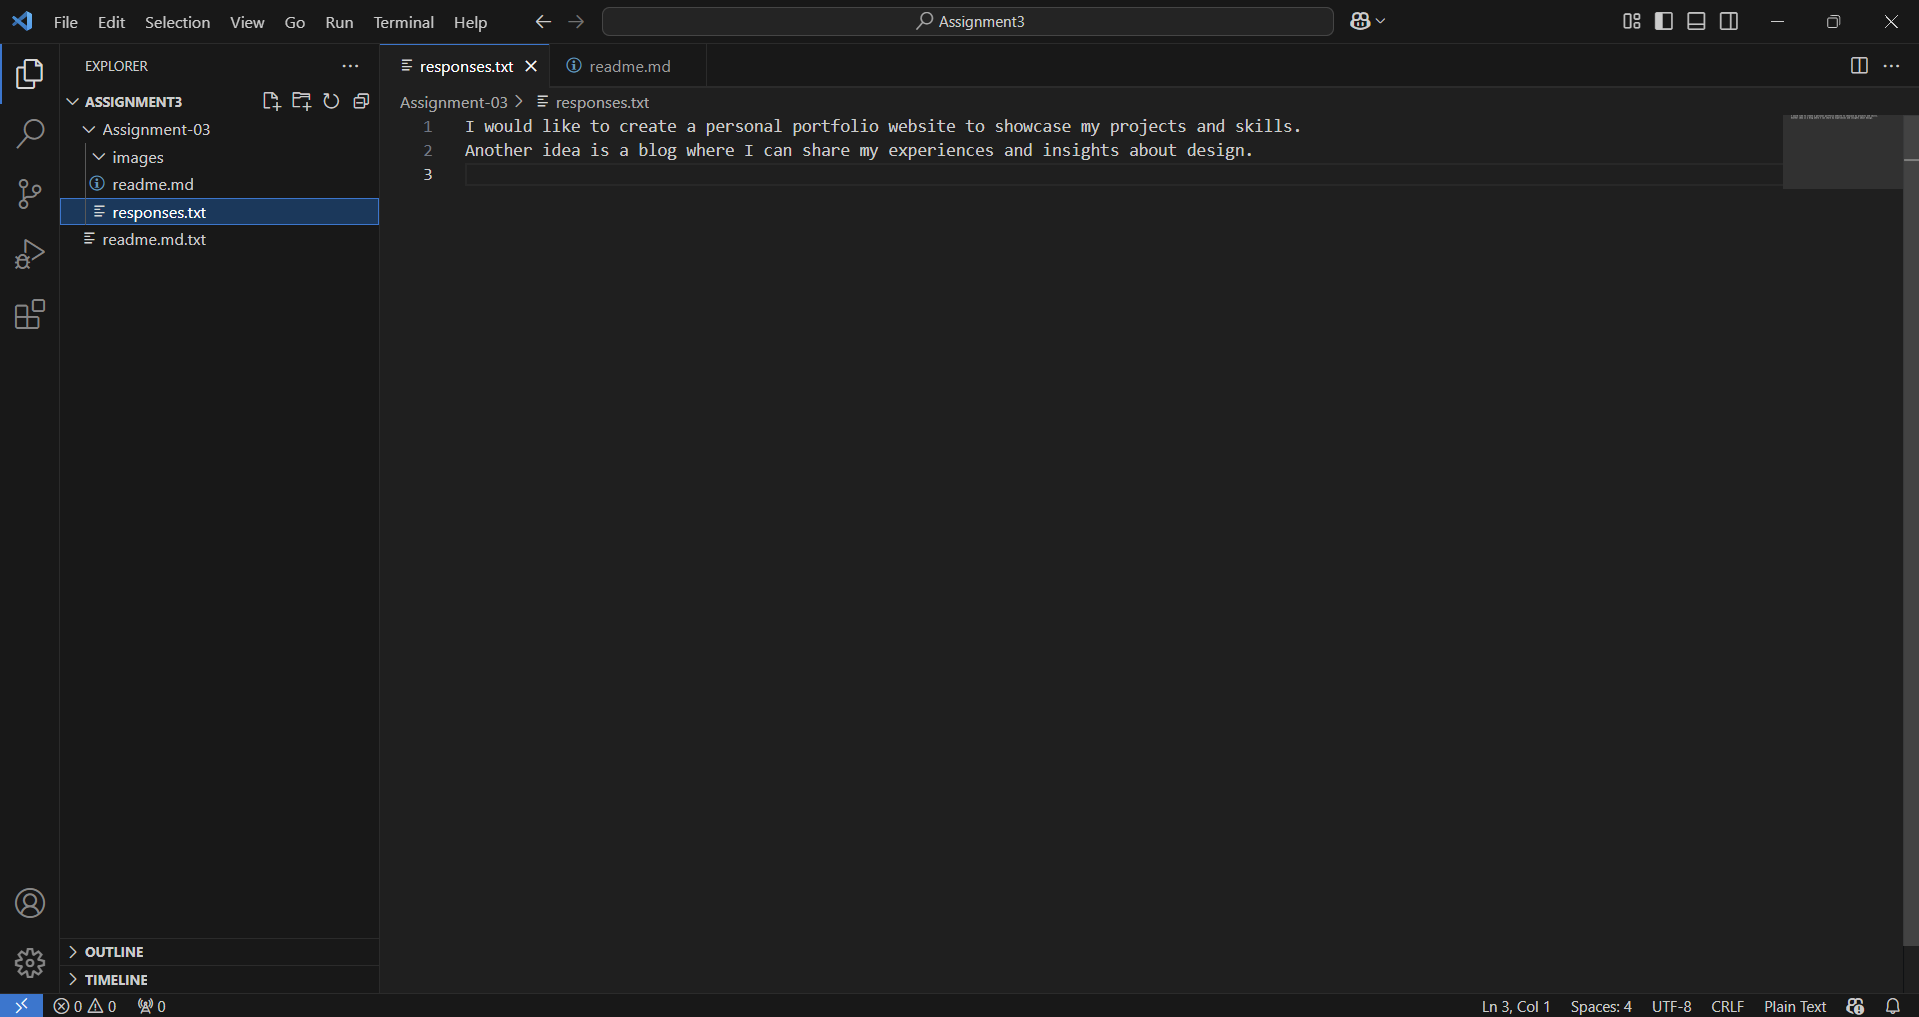 File Edit Selection View Go Run Terminal Help Assignment3
EXPLORER
responses.txt readme.md
ASSIGNMENT3
Assignment-03 responses.txt
Assignment-03
images
readme.md
responses.txt
readme.md.txt
1 I would like to create a personal portfolio website to showcase my projects and skills.
2 Another idea is a blog where I can share my experiences and insights about design.
3
OUTLINE
TIMELINE
0 0 0 Ln 3, Col 1 Spaces: 4 UTF-8 CRLF Plain Text